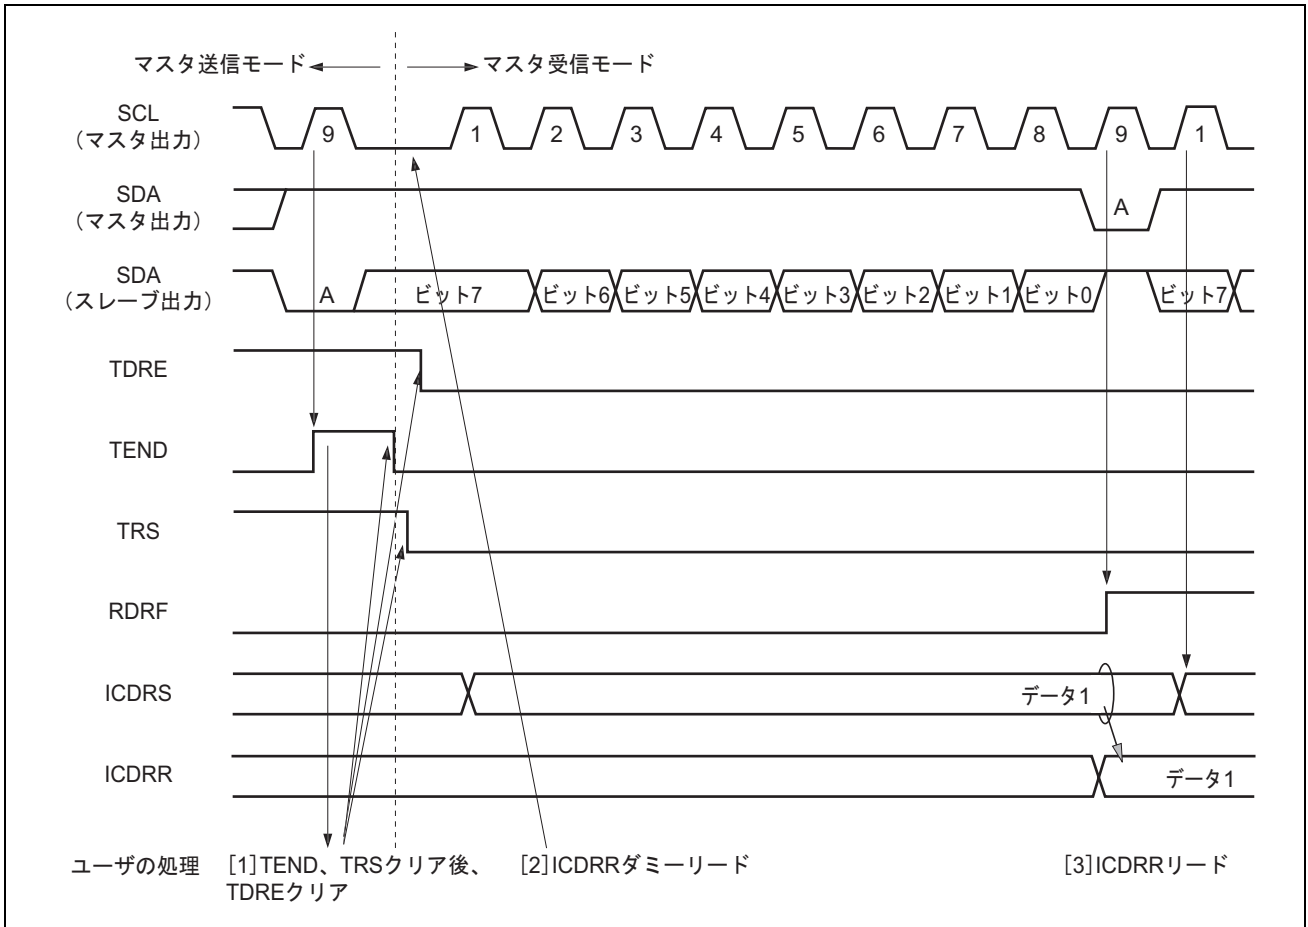 マスタ送信モード マスタ受信モード
SCL
（マスタ出力）
9 1 2 3 4 5 6 7 8 9 1
SDA
（マスタ出力）
A
SDA
（スレーブ出力）
A ビット7 ビット6 ビット5 ビット4 ビット3 ビット2 ビット1 ビット0 ビット7
TDRE
TEND
TRS
RDRF
ICDRS
データ1
ICDRR
データ1
ユーザの処理 [1]TEND、TRSクリア後、 [2]ICDRRダミーリード [3]ICDRRリード
TDREクリア